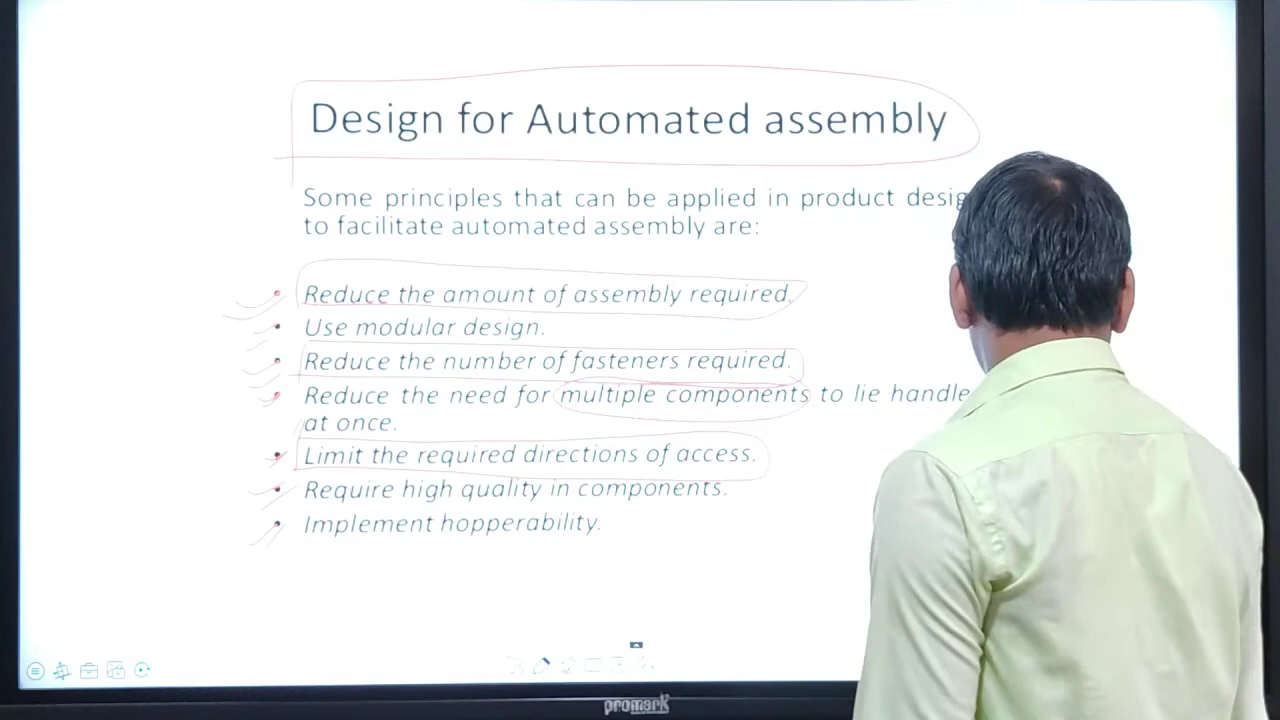 Design for Automated assembly
Some principles that can be applied in product desig
to facilitate automated assembly are:
• Reduce the amount of assembly required.
• Use modular design.
• Reduce the number of fasteners required.
• Reduce the need for multiple components to lie handle
at once.
• Limit the required directions of access.
• Require high quality in components.
• Implement hopperability.
promark